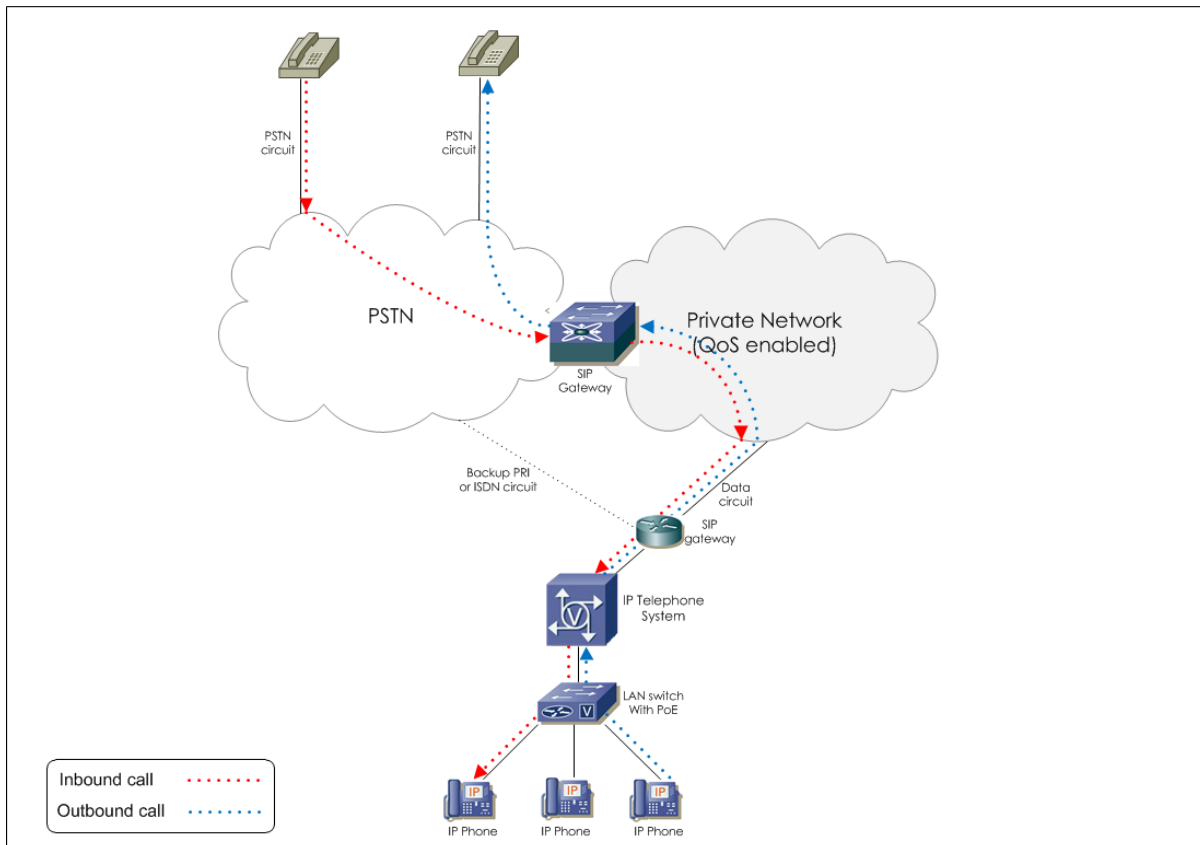 PSTN
circuit
PSTN
circuit
PSTN
Private Network
(QoS enabled)
SIP
Gateway
Backup PRI
or ISDN circuit
Data
circuit
SIP
gateway
IP Telephone
System
V
LAN switch
With PoE
V
IP
IP
IP
IP Phone
IP Phone
IP Phone
Inbound call
Outbound call